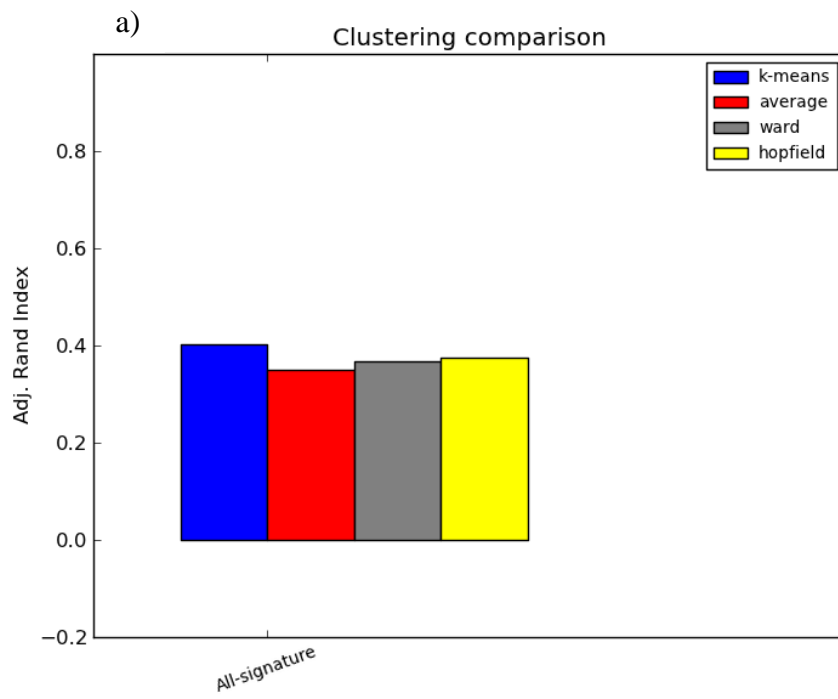 a)
Clustering comparison
k-means
average
ward
hopfield
0.8
0.6
0.4
0.2
0.0
−0.2
Adj. Rand Index
All-signature